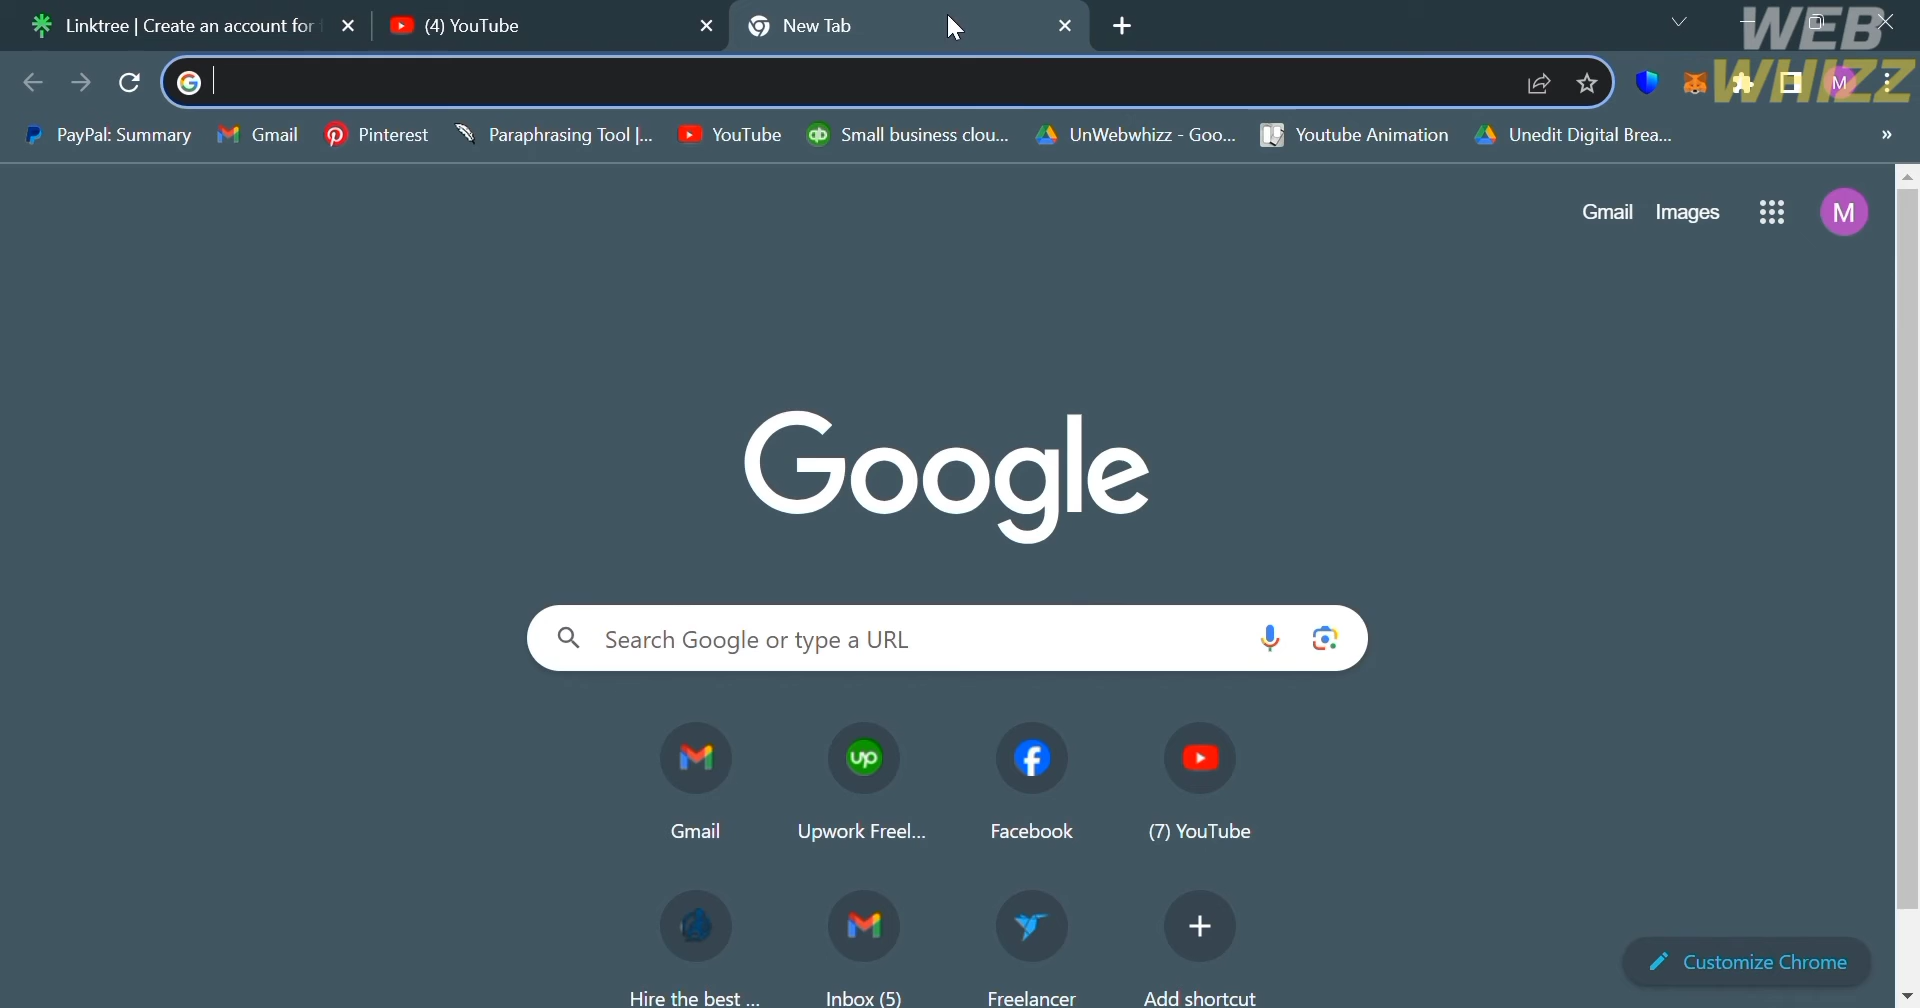 Linktree | Create an account for
(4) YouTube
New Tab
WEB
WHIZZ
M
PayPal: Summary
Gmail
Pinterest
Paraphrasing Tool |...
YouTube
Small business clou...
UnWebwhizz - Goo...
Youtube Animation
Unedit Digital Brea...
»
Gmail Images
M
Google
Search Google or type a URL
up
Gmail
Upwork Freel...
Facebook
(7) YouTube
Hire the best ...
Inbox (5)
Freelancer
Add shortcut
Customize Chrome